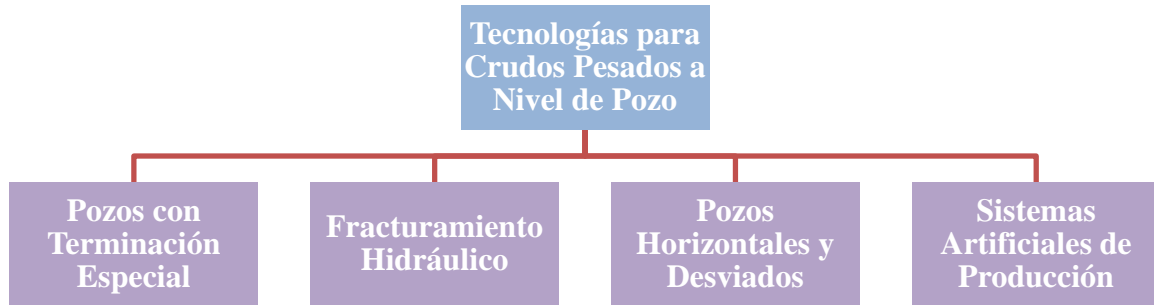 Tecnologías para
Crudos Pesados a
Nivel de Pozo
Pozos con
Terminación
Especial
Fracturamiento
Hidráulico
Pozos
Horizontales y
Desviados
Sistemas
Artificiales de
Producción